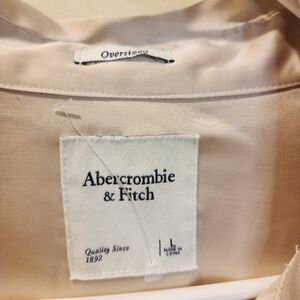 Oversized
Abercrombie
& Fitch
Quality Since
1892
L
MADE IN
CHINA